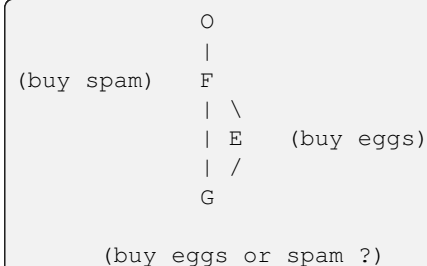 O
|
(buy spam) F
| \
| E (buy eggs)
| /
G
(buy eggs or spam ?)